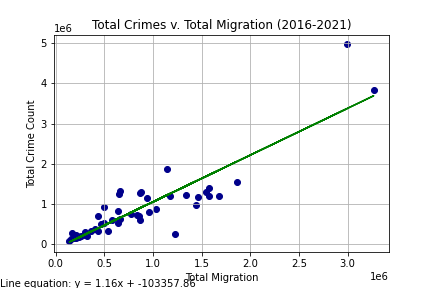 Total Crimes v. Total Migration (2016-2021)
1e6
5
4
3
2
1
0
Total Crime Count
0.0 0.5 1.0 1.5 2.0 2.5 3.0
1e6
Total Migration
Line equation: y = 1.16x + -103357.86